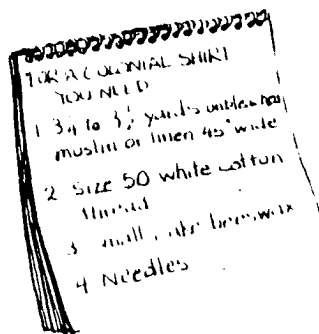 FOR A COLONIAL SHIRT
YOU NEED
1 3¼ to 3½ yards unbleached
muslin or linen 45" wide
2 Size 50 white cotton
thread
3 small cake beeswax
4 Needles